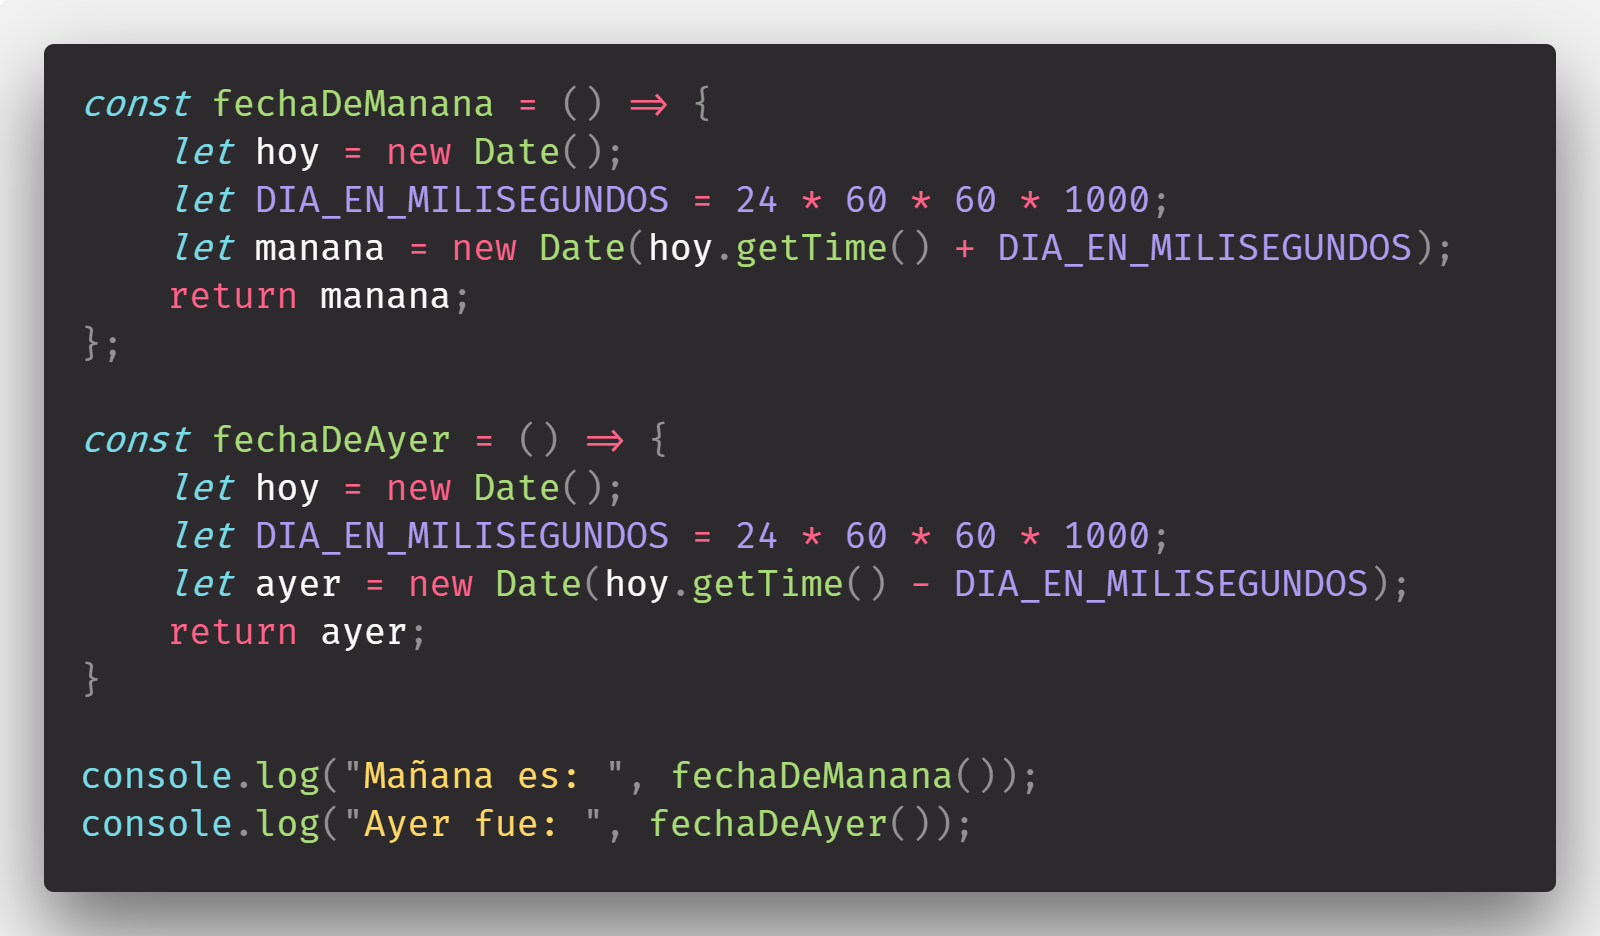 const fechaDeManana = () => {
    let hoy = new Date();
    let DIA_EN_MILISEGUNDOS = 24 * 60 * 60 * 1000;
    let manana = new Date(hoy.getTime() + DIA_EN_MILISEGUNDOS);
    return manana;
};

const fechaDeAyer = () => {
    let hoy = new Date();
    let DIA_EN_MILISEGUNDOS = 24 * 60 * 60 * 1000;
    let ayer = new Date(hoy.getTime() - DIA_EN_MILISEGUNDOS);
    return ayer;
}

console.log("Mañana es: ", fechaDeManana());
console.log("Ayer fue: ", fechaDeAyer());